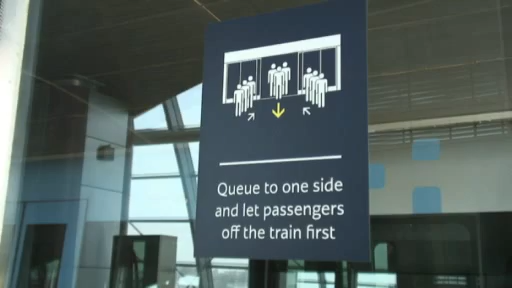 Queue to one side
and let passengers
off the train first